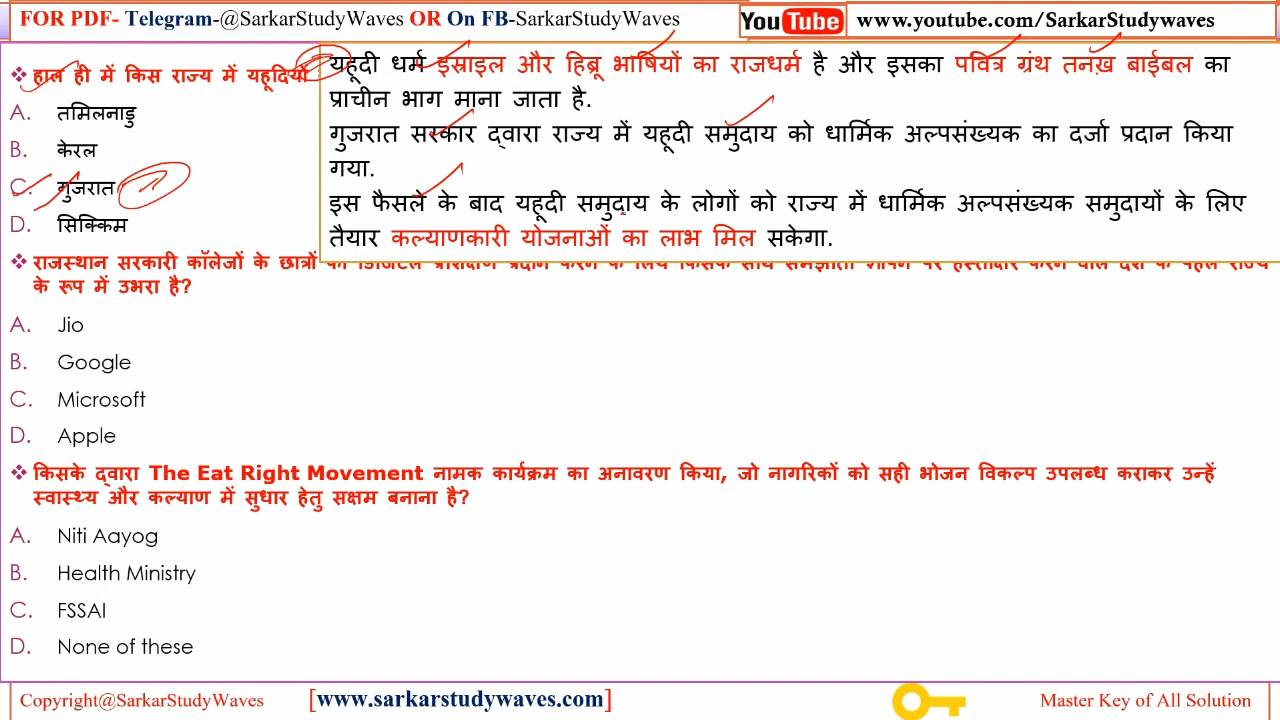 FOR PDF- Telegram-@SarkarStudyWaves OR On FB-SarkarStudyWaves
YouTube
www.youtube.com/SarkarStudywaves
❖ हाल ही में किस राज्य में यहूदियों
A. तमिलनाडु
B. केरल
C. गुजरात
D. सिक्किम
यहूदी धर्म इस्राइल और हिब्रू भाषियों का राजधर्म है और इसका पवित्र ग्रंथ तनख़ बाईबल का
प्राचीन भाग माना जाता है.
गुजरात सरकार द्वारा राज्य में यहूदी समुदाय को धार्मिक अल्पसंख्यक का दर्जा प्रदान किया
गया.
इस फैसले के बाद यहूदी समुदाय के लोगों को राज्य में धार्मिक अल्पसंख्यक समुदायों के लिए
तैयार कल्याणकारी योजनाओं का लाभ मिल सकेगा.
❖ राजस्थान सरकारी कॉलेजों के छात्रों
के रूप में उभरा है?
A. Jio
B. Google
C. Microsoft
D. Apple
❖ किसके द्वारा The Eat Right Movement नामक कार्यक्रम का अनावरण किया, जो नागरिकों को सही भोजन विकल्प उपलब्ध कराकर उन्हें
स्वास्थ्य और कल्याण में सुधार हेतु सक्षम बनाना है?
A. Niti Aayog
B. Health Ministry
C. FSSAI
D. None of these
Copyright@SarkarStudyWaves
[www.sarkarstudywaves.com]
Master Key of All Solution